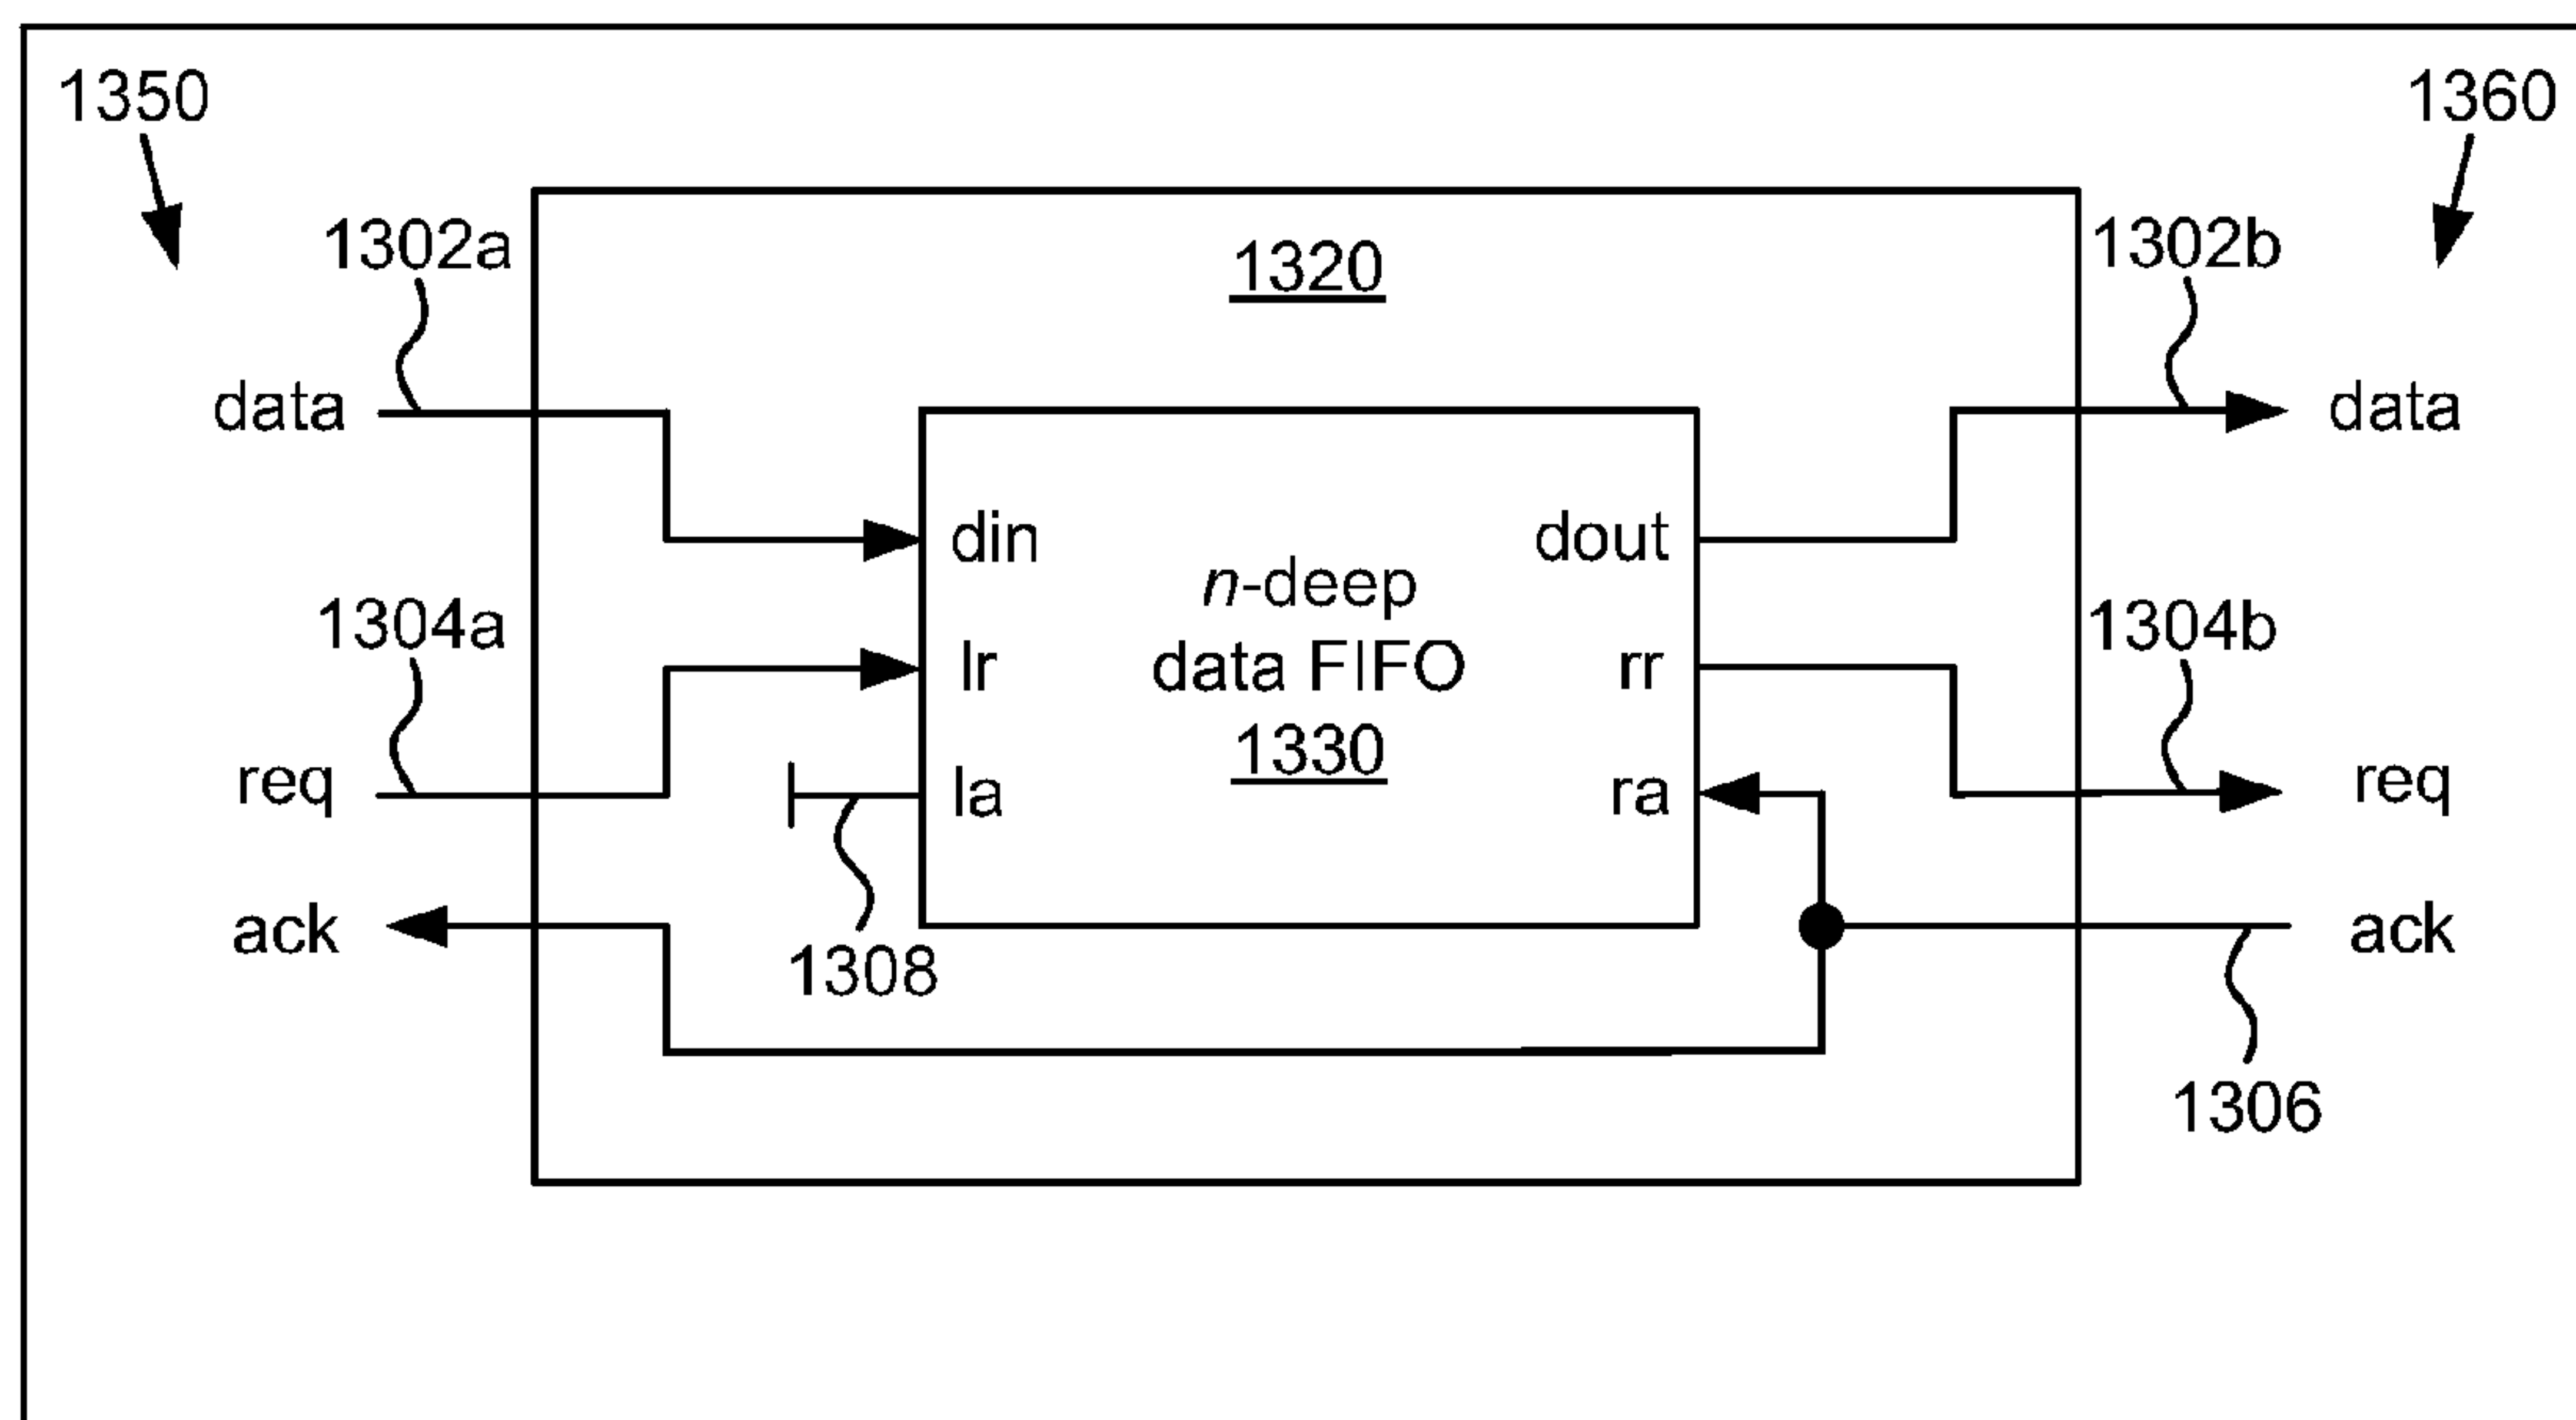 1350
1360
1302a
1320
1302b
data
data
din
dout
n-deep
1304a
1304b
lr
data FIFO
rr
req
1330
req
la
ra
ack
ack
1308
1306